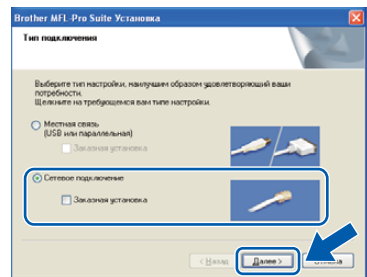 Brother MFL-Pro Suite Установка
Тип подключения
Выберите тип настройки, наилучшим образом удовлетворяющий ваши
потребности.
Щелкните на требующемся вам типе настройки.
Местная связь
(USB или параллельная)
Заказная установка
Сетевое подключение
Заказная установка
< Назад
Далее >